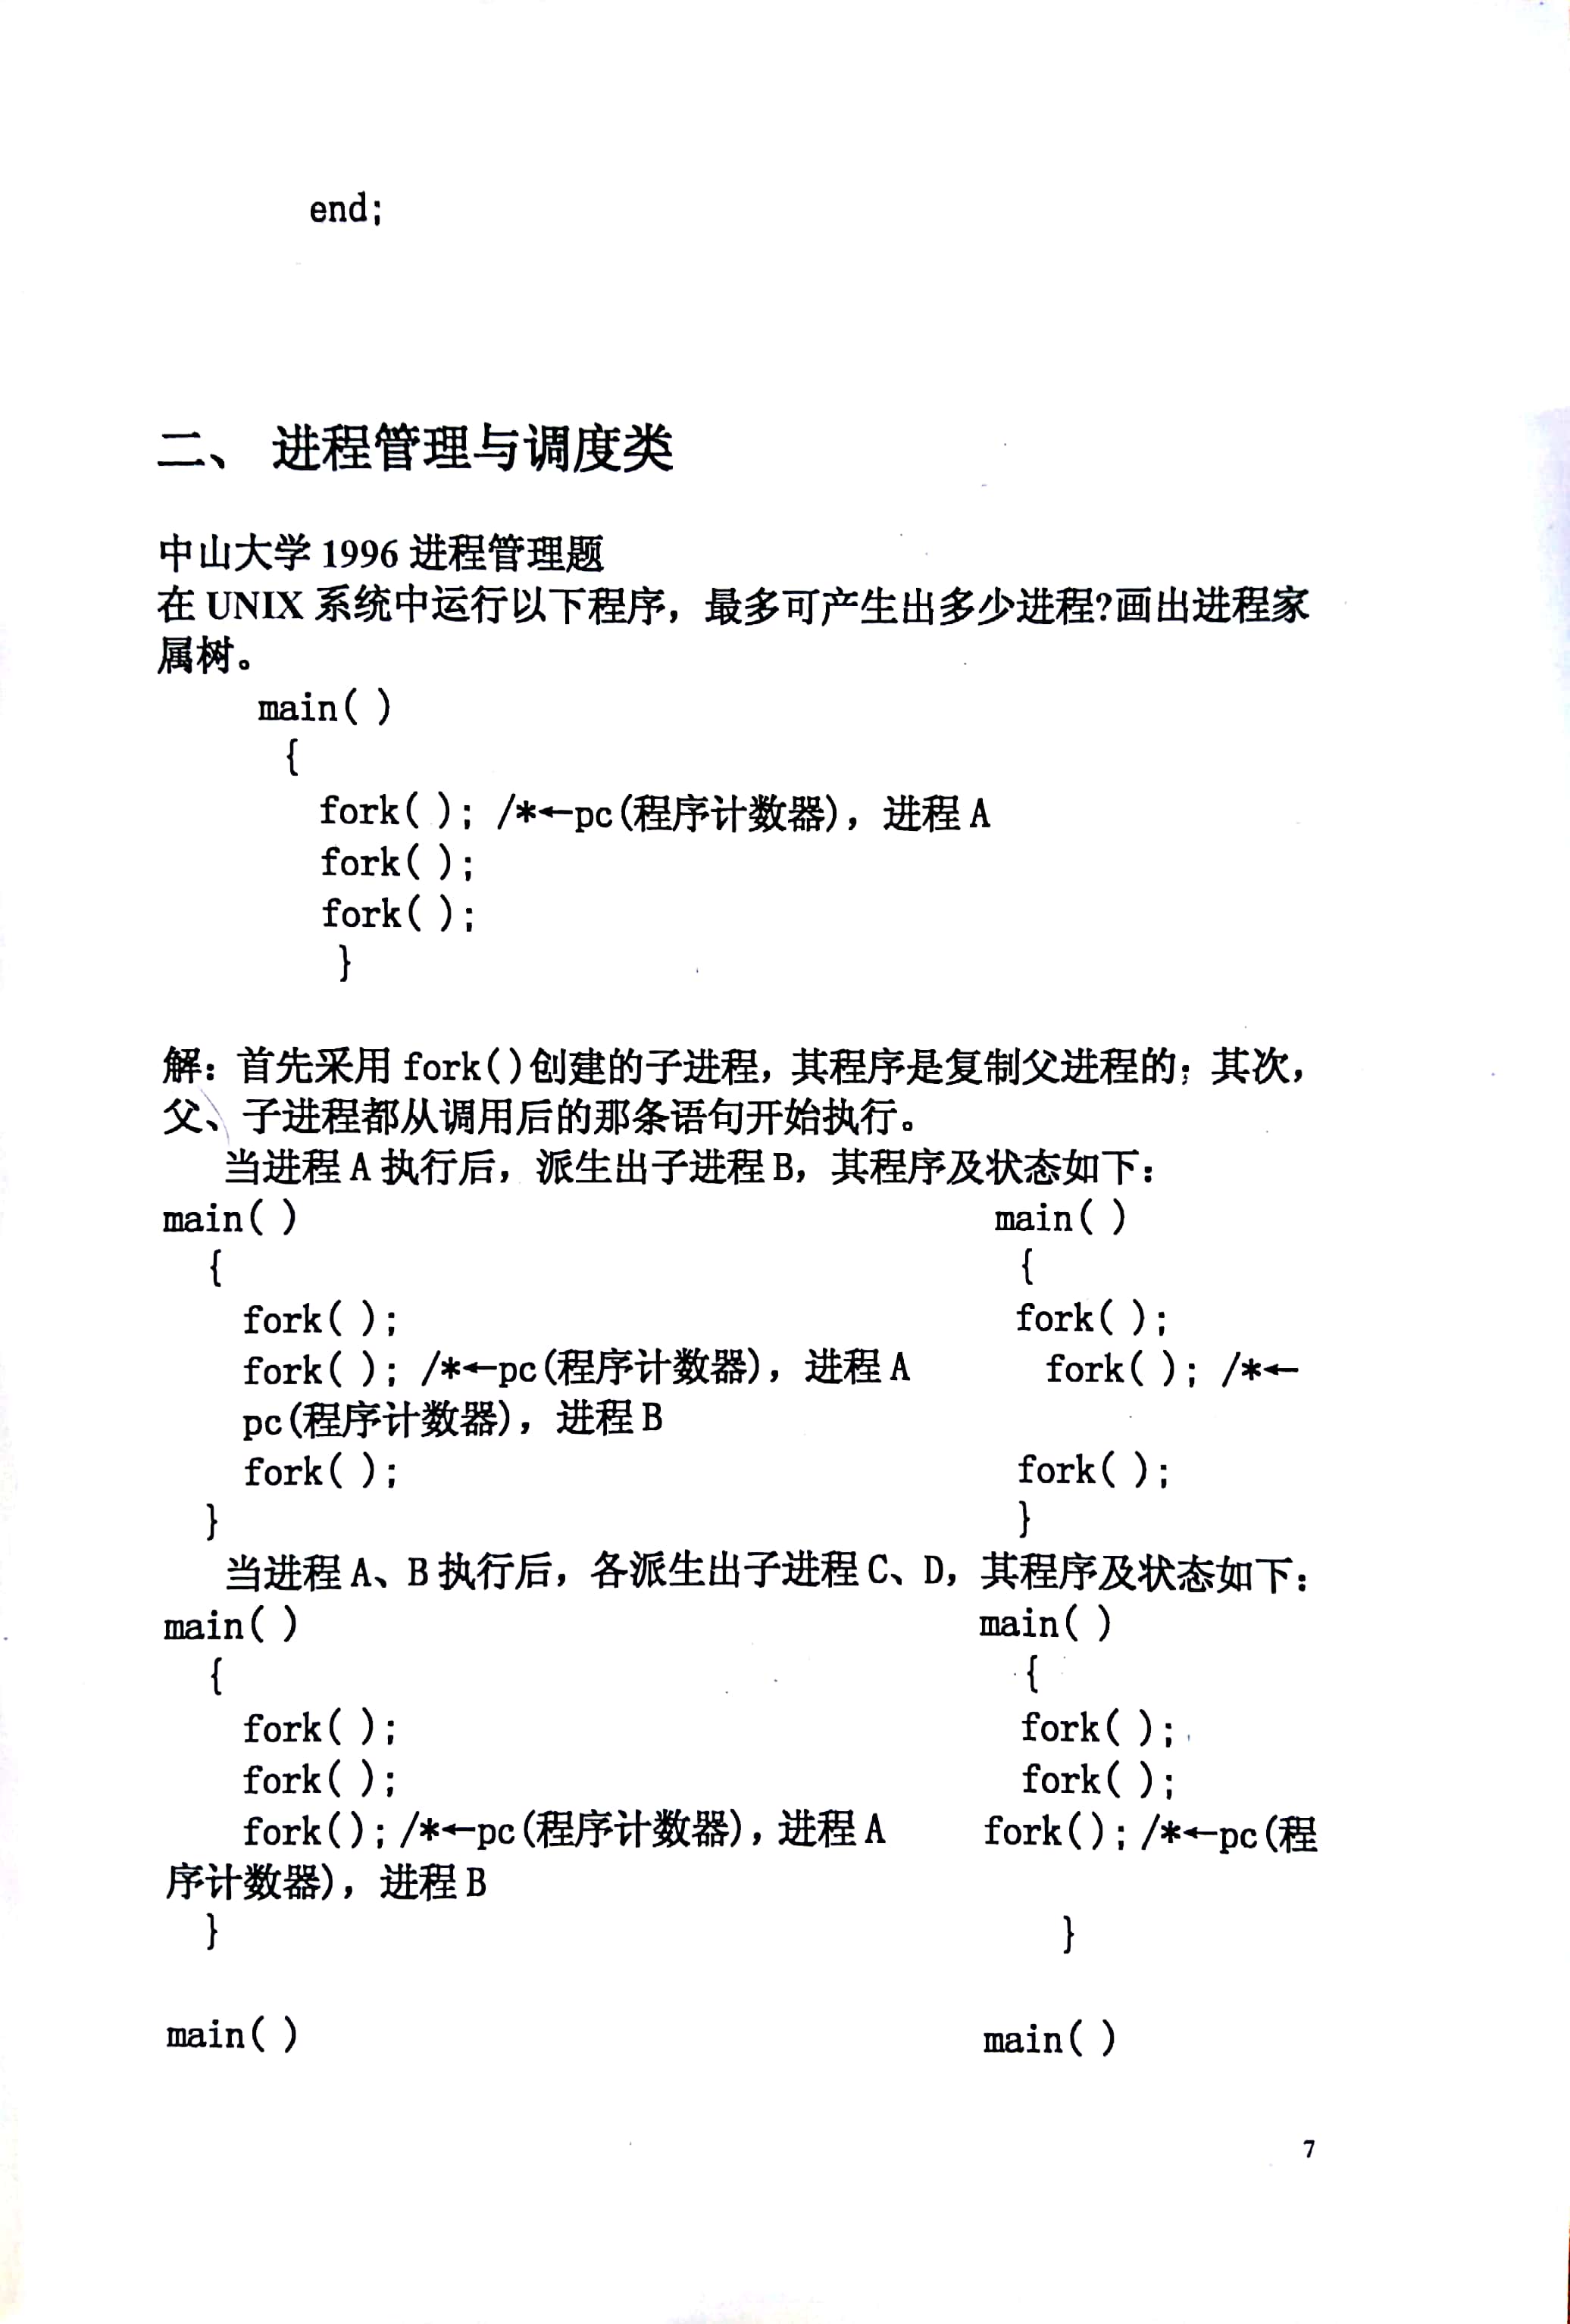 end;
二、 进程管理与调度类
中山大学 1996 进程管理题
在 UNIX 系统中运行以下程序，最多可产生出多少进程?画出进程家
属树。
main( )
{
fork( ); /*←pc(程序计数器)，进程 A
fork( );
fork( );
}
解：首先采用 fork()创建的子进程，其程序是复制父进程的；其次，
父、子进程都从调用后的那条语句开始执行。
当进程 A 执行后，派生出子进程 B，其程序及状态如下：
main( ) main( )
{ {
fork( ); fork( );
fork( ); /*←pc(程序计数器)，进程 A fork( ); /*←
pc(程序计数器)，进程 B
fork( ); fork( );
} }
当进程 A、B 执行后，各派生出子进程 C、D，其程序及状态如下：
main( ) main( )
{ {
fork( ); fork( );
fork( ); fork( );
fork(); /*←pc(程序计数器)，进程 A fork(); /*←pc(程
序计数器)，进程 B
} }
main( ) main( )
7